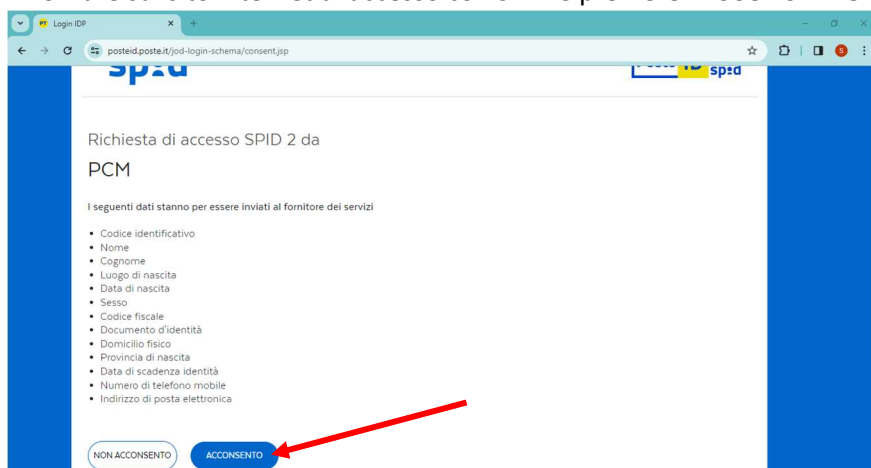 Login IDP
posteid.poste.it/jod-login-schema/consent.jsp
Richiesta di accesso SPID 2 da
PCM
I seguenti dati stanno per essere inviati al fornitore dei servizi
• Codice identificativo
• Nome
• Cognome
• Luogo di nascita
• Data di nascita
• Sesso
• Codice fiscale
• Documento d'identità
• Domicilio fisico
• Provincia di nascita
• Data di scadenza identità
• Numero di telefono mobile
• Indirizzo di posta elettronica
NON ACCONSENTO ACCONSENTO